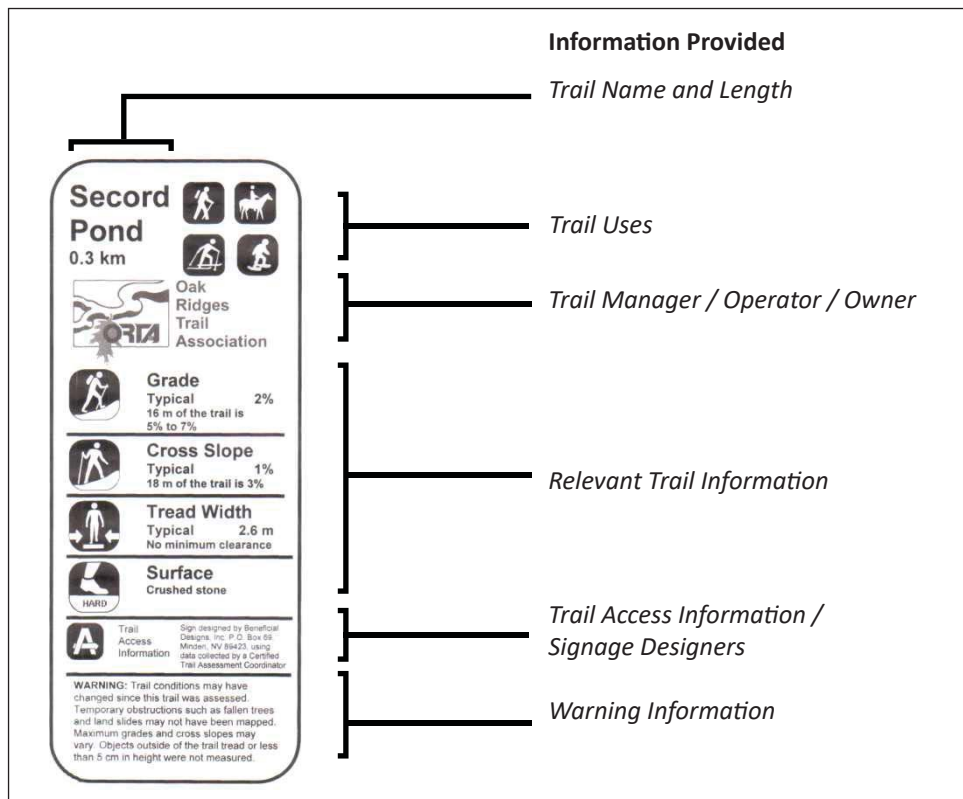 Information Provided
Trail Name and Length
Secord
Pond
0.3 km
Trail Uses
ORTA
Oak
Ridges
Trail
Association
Trail Manager / Operator / Owner
Grade
Typical 2%
16 m of the trail is
5% to 7%
Cross Slope
Typical 1%
18 m of the trail is 3%
Relevant Trail Information
Tread Width
Typical 2.6 m
No minimum clearance
Surface
Crushed stone
HARD
A
Trail
Access
Information
Sign designed by Beneficial
Designs, Inc. P.O. Box 69,
Minden, NV 89423, using
data collected by a Certified
Trail Assessment Coordinator
Trail Access Information /
Signage Designers
WARNING: Trail conditions may have
changed since this trail was assessed.
Temporary obstructions such as fallen trees
and land slides may not have been mapped.
Maximum grades and cross slopes may
vary. Objects outside of the trail tread or less
than 5 cm in height were not measured.
Warning Information